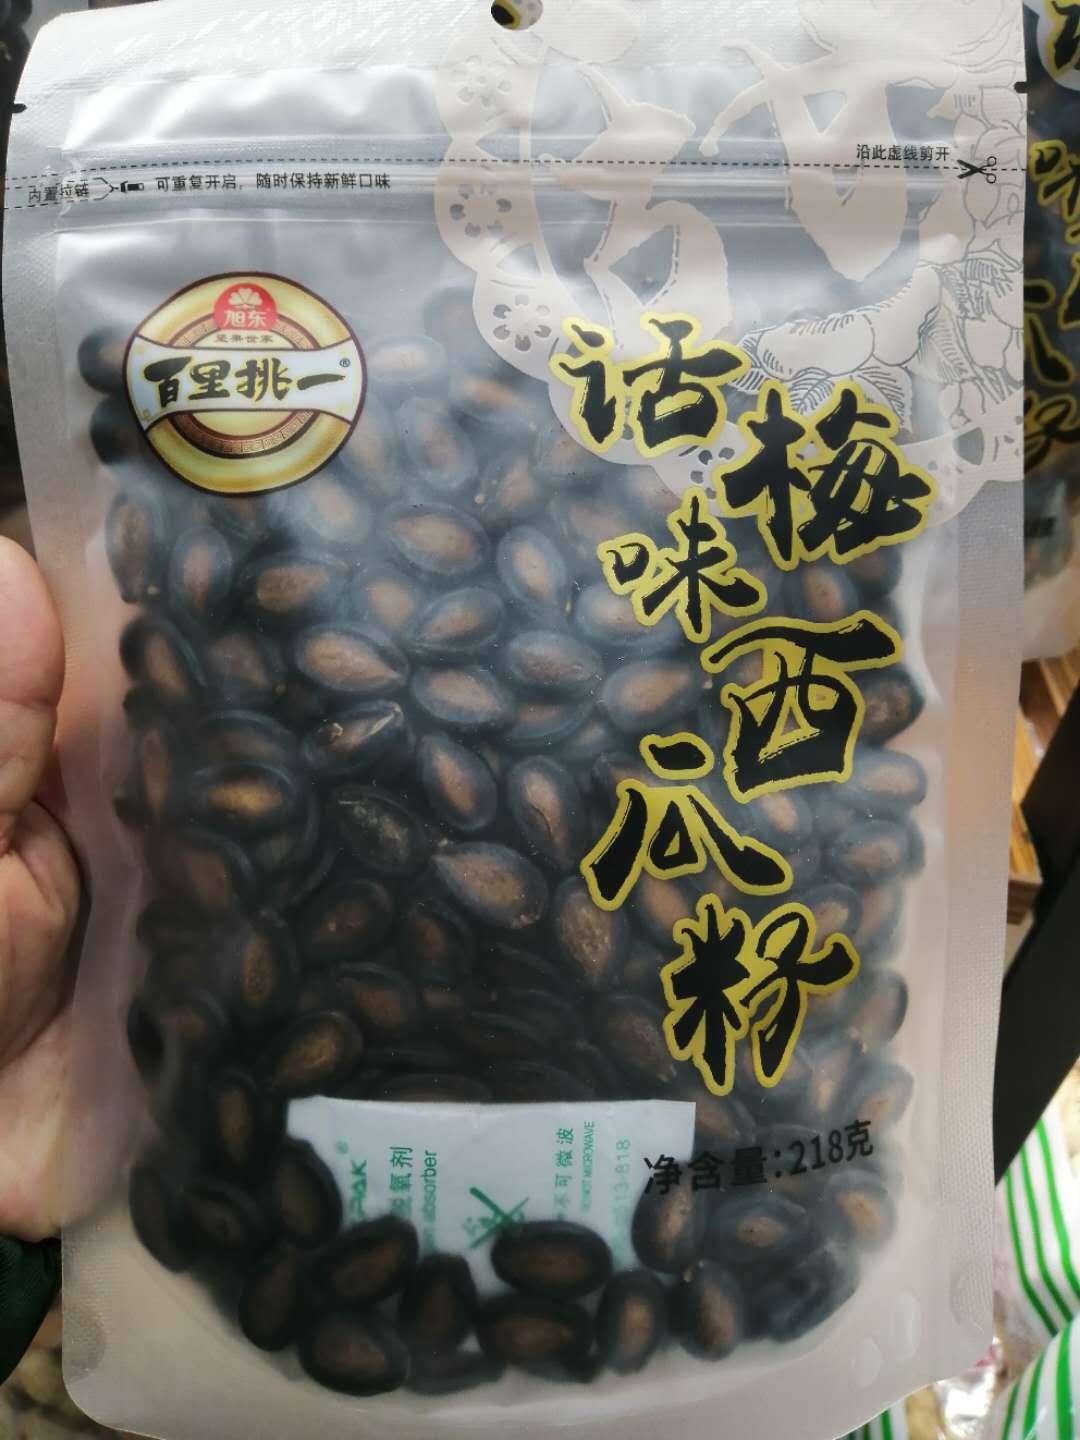 沿此虚线剪开
内置拉链
可重复开启，随时保持新鲜口味
旭东
坚果世家
百里挑一®
话梅味西瓜籽
净含量:218克
PAK®
脱氧剂
absorber
不可微波
DO NOT MICROWAVE
613-818